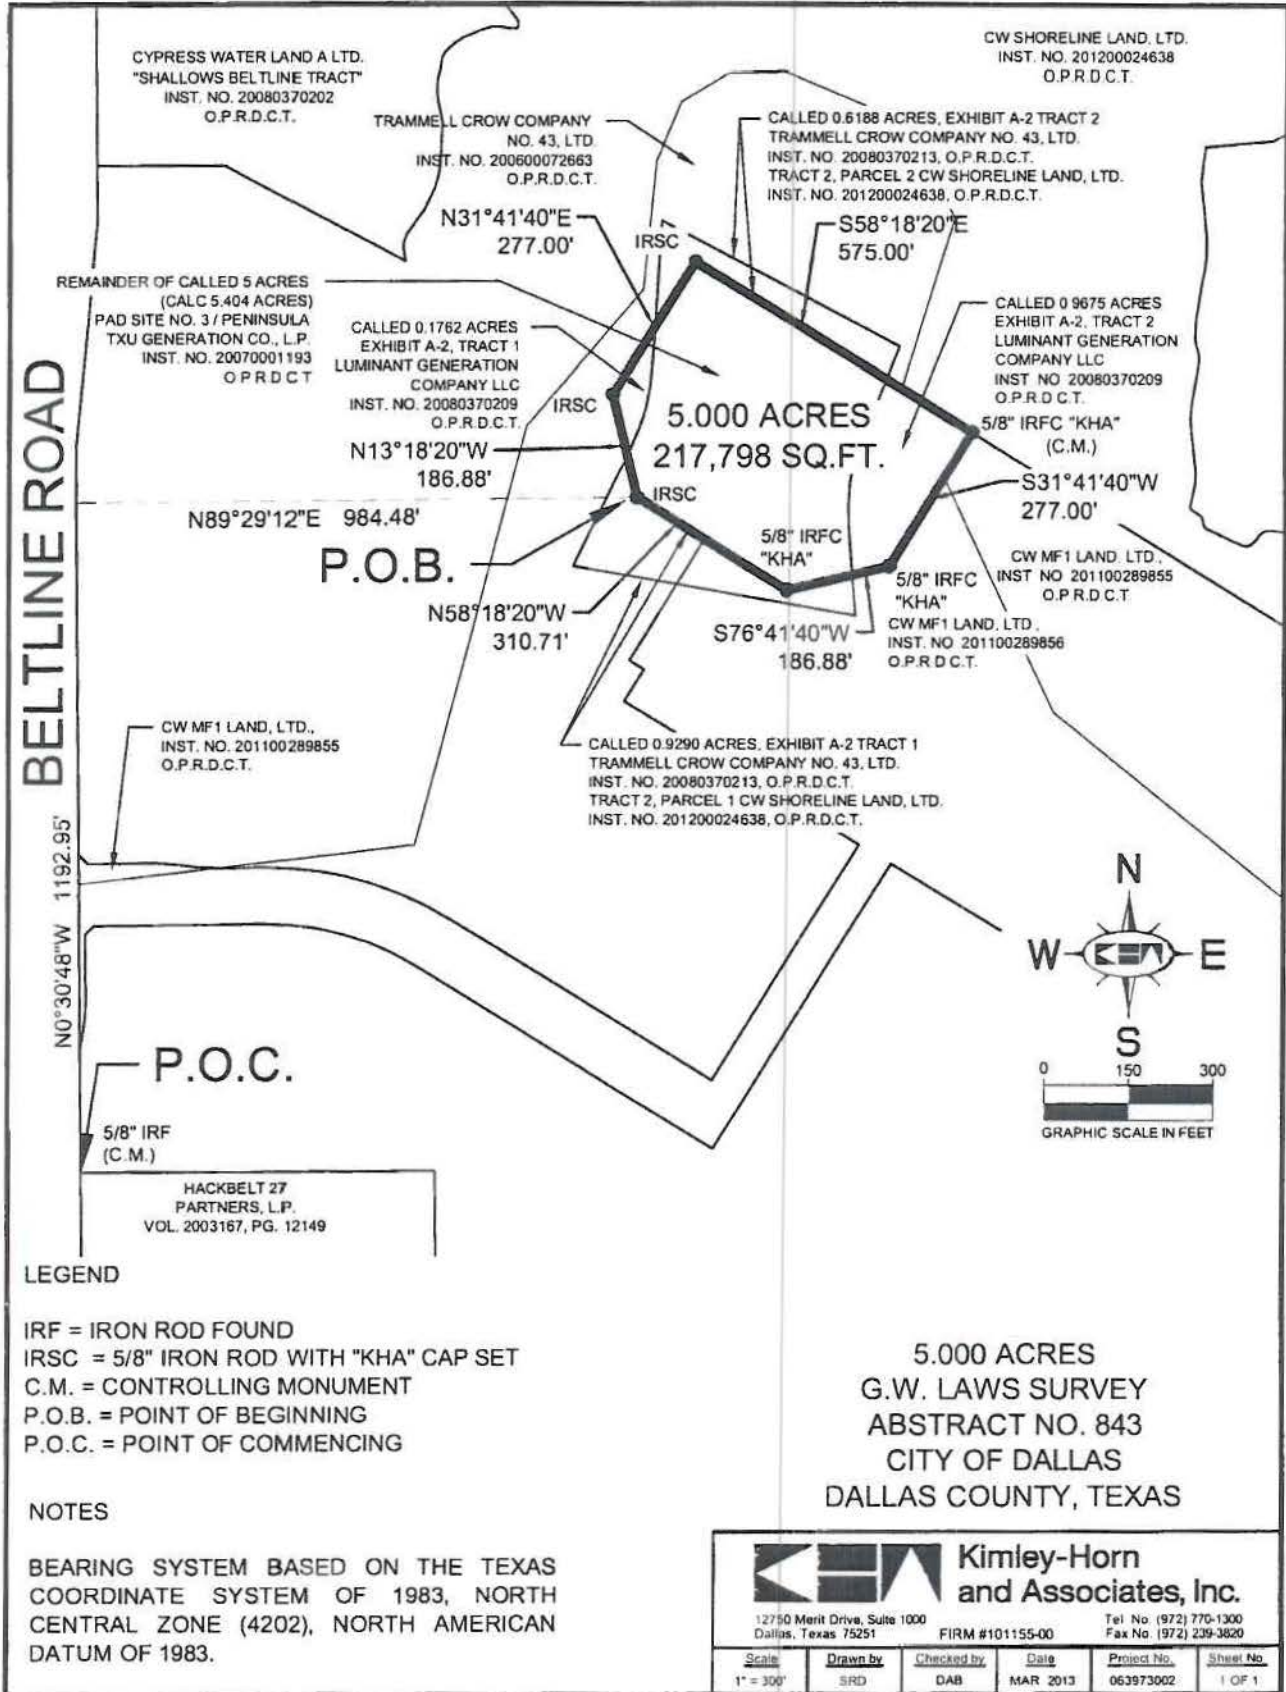 CYPRESS WATER LAND A LTD.
"SHALLOWS BELTLINE TRACT"
INST. NO. 20080370202
O.P.R.D.C.T.
CW SHORELINE LAND, LTD.
INST. NO. 201200024638
O.P.R.D.C.T.
TRAMMELL CROW COMPANY
NO. 43, LTD.
INST. NO. 200600072663
O.P.R.D.C.T.
CALLED 0.6188 ACRES, EXHIBIT A-2 TRACT 2
TRAMMELL CROW COMPANY NO. 43, LTD.
INST. NO. 20080370213, O.P.R.D.C.T.
TRACT 2, PARCEL 2 CW SHORELINE LAND, LTD.
INST. NO. 201200024638, O.P.R.D.C.T.
N31°41'40"E
277.00'
IRSC
S58°18'20"E
575.00'
REMAINDER OF CALLED 5 ACRES
(CALC 5.404 ACRES)
PAD SITE NO. 3 / PENINSULA
TXU GENERATION CO., L.P.
INST. NO. 20070001193
O P R D C T
CALLED 0.1762 ACRES
EXHIBIT A-2, TRACT 1
LUMINANT GENERATION
COMPANY LLC
INST. NO. 20080370209
O.P.R.D.C.T.
CALLED 0.9675 ACRES
EXHIBIT A-2, TRACT 2
LUMINANT GENERATION
COMPANY LLC
INST NO 20080370209
O.P.R.D C.T.
IRSC
5.000 ACRES
217,798 SQ.FT.
5/8" IRFC "KHA"
(C.M.)
N13°18'20"W
186.88'
IRSC
S31°41'40"W
277.00'
N89°29'12"E 984.48'
P.O.B.
5/8" IRFC
"KHA"
5/8" IRFC
"KHA"
CW MF1 LAND, LTD.,
INST NO 201100289855
O.P.R.D C.T
N58°18'20"W
310.71'
S76°41'40"W
186.88'
CW MF1 LAND, LTD.,
INST. NO 201100289856
O.P.R.D C.T.
BELTLINE ROAD
CW MF1 LAND, LTD.,
INST. NO. 201100289855
O.P.R.D.C.T.
CALLED 0.9290 ACRES, EXHIBIT A-2 TRACT 1
TRAMMELL CROW COMPANY NO. 43, LTD.
INST. NO. 20080370213, O.P.R.D.C.T.
TRACT 2, PARCEL 1 CW SHORELINE LAND, LTD.
INST. NO. 201200024638, O.P.R.D.C.T.
N0°30'48"W 1192.95'
N
W
E
S
KHA
P.O.C.
0 150 300
GRAPHIC SCALE IN FEET
5/8" IRF
(C.M.)
HACKBELT 27
PARTNERS, L.P.
VOL. 2003167, PG. 12149
LEGEND
IRF = IRON ROD FOUND
IRSC = 5/8" IRON ROD WITH "KHA" CAP SET
C.M. = CONTROLLING MONUMENT
P.O.B. = POINT OF BEGINNING
P.O.C. = POINT OF COMMENCING
NOTES
BEARING SYSTEM BASED ON THE TEXAS
COORDINATE SYSTEM OF 1983, NORTH
CENTRAL ZONE (4202), NORTH AMERICAN
DATUM OF 1983.
5.000 ACRES
G.W. LAWS SURVEY
ABSTRACT NO. 843
CITY OF DALLAS
DALLAS COUNTY, TEXAS
KHA
Kimley-Horn
and Associates, Inc.
12750 Merit Drive, Suite 1000
Dallas, Texas 75251
FIRM #101155-00
Tel No. (972) 770-1300
Fax No. (972) 239-3820
Scale Drawn by Checked by Date Project No. Sheet No
1" = 300' SRD DAB MAR 2013 063973002 1 OF 1